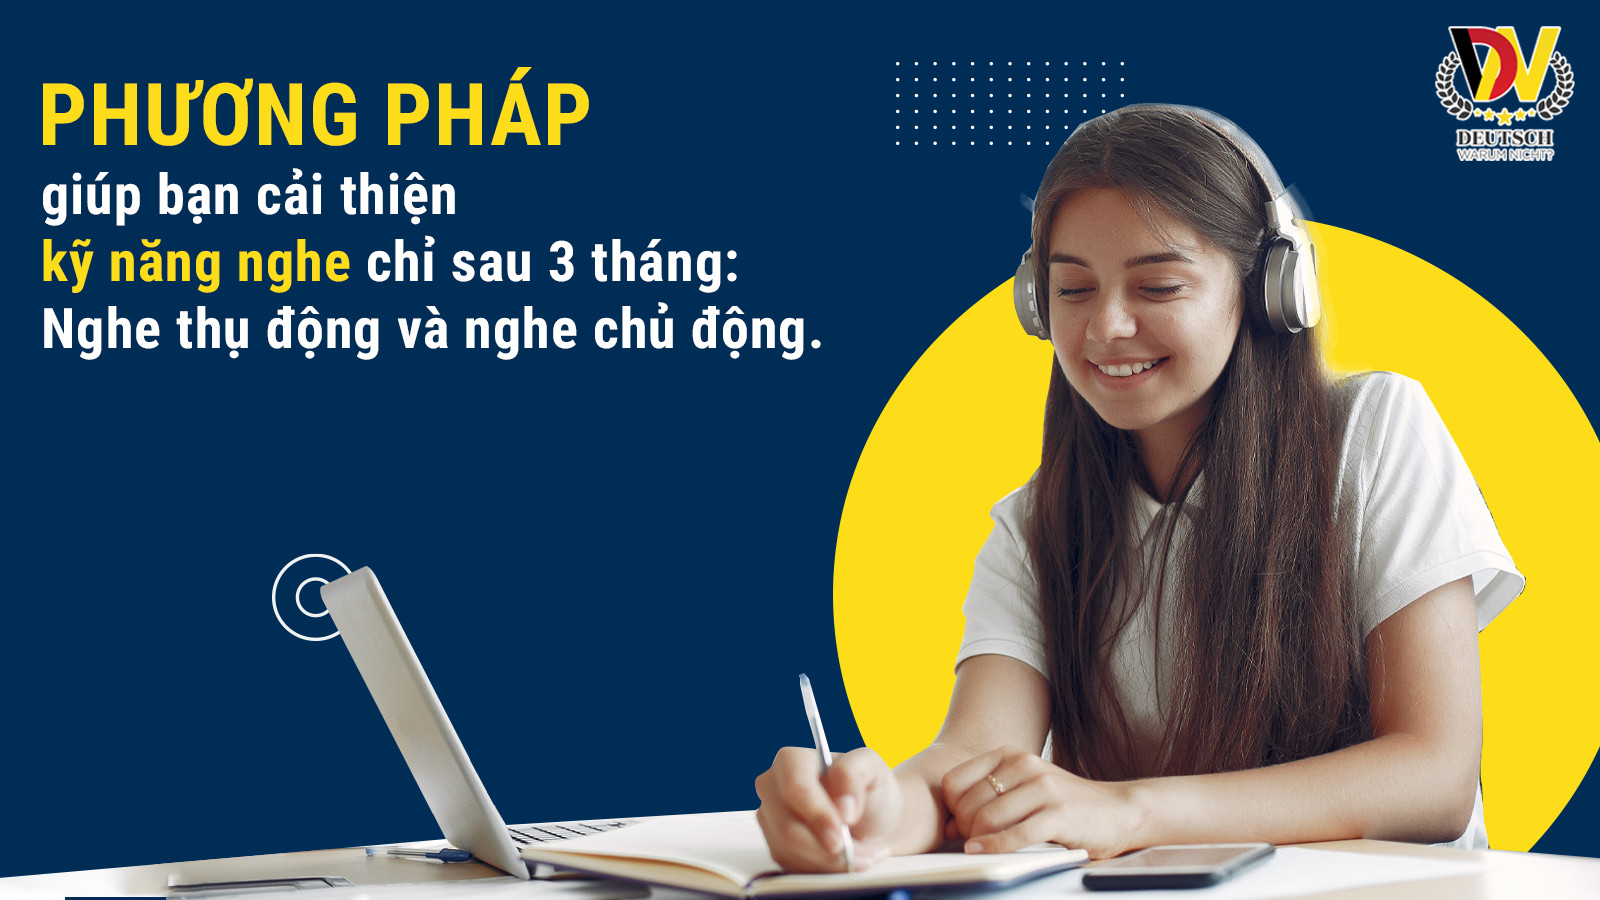 PHƯƠNG PHÁP
giúp bạn cải thiện
kỹ năng nghe chỉ sau 3 tháng:
Nghe thụ động và nghe chủ động.
DW
DEUTSCH
WARUM NICHT?